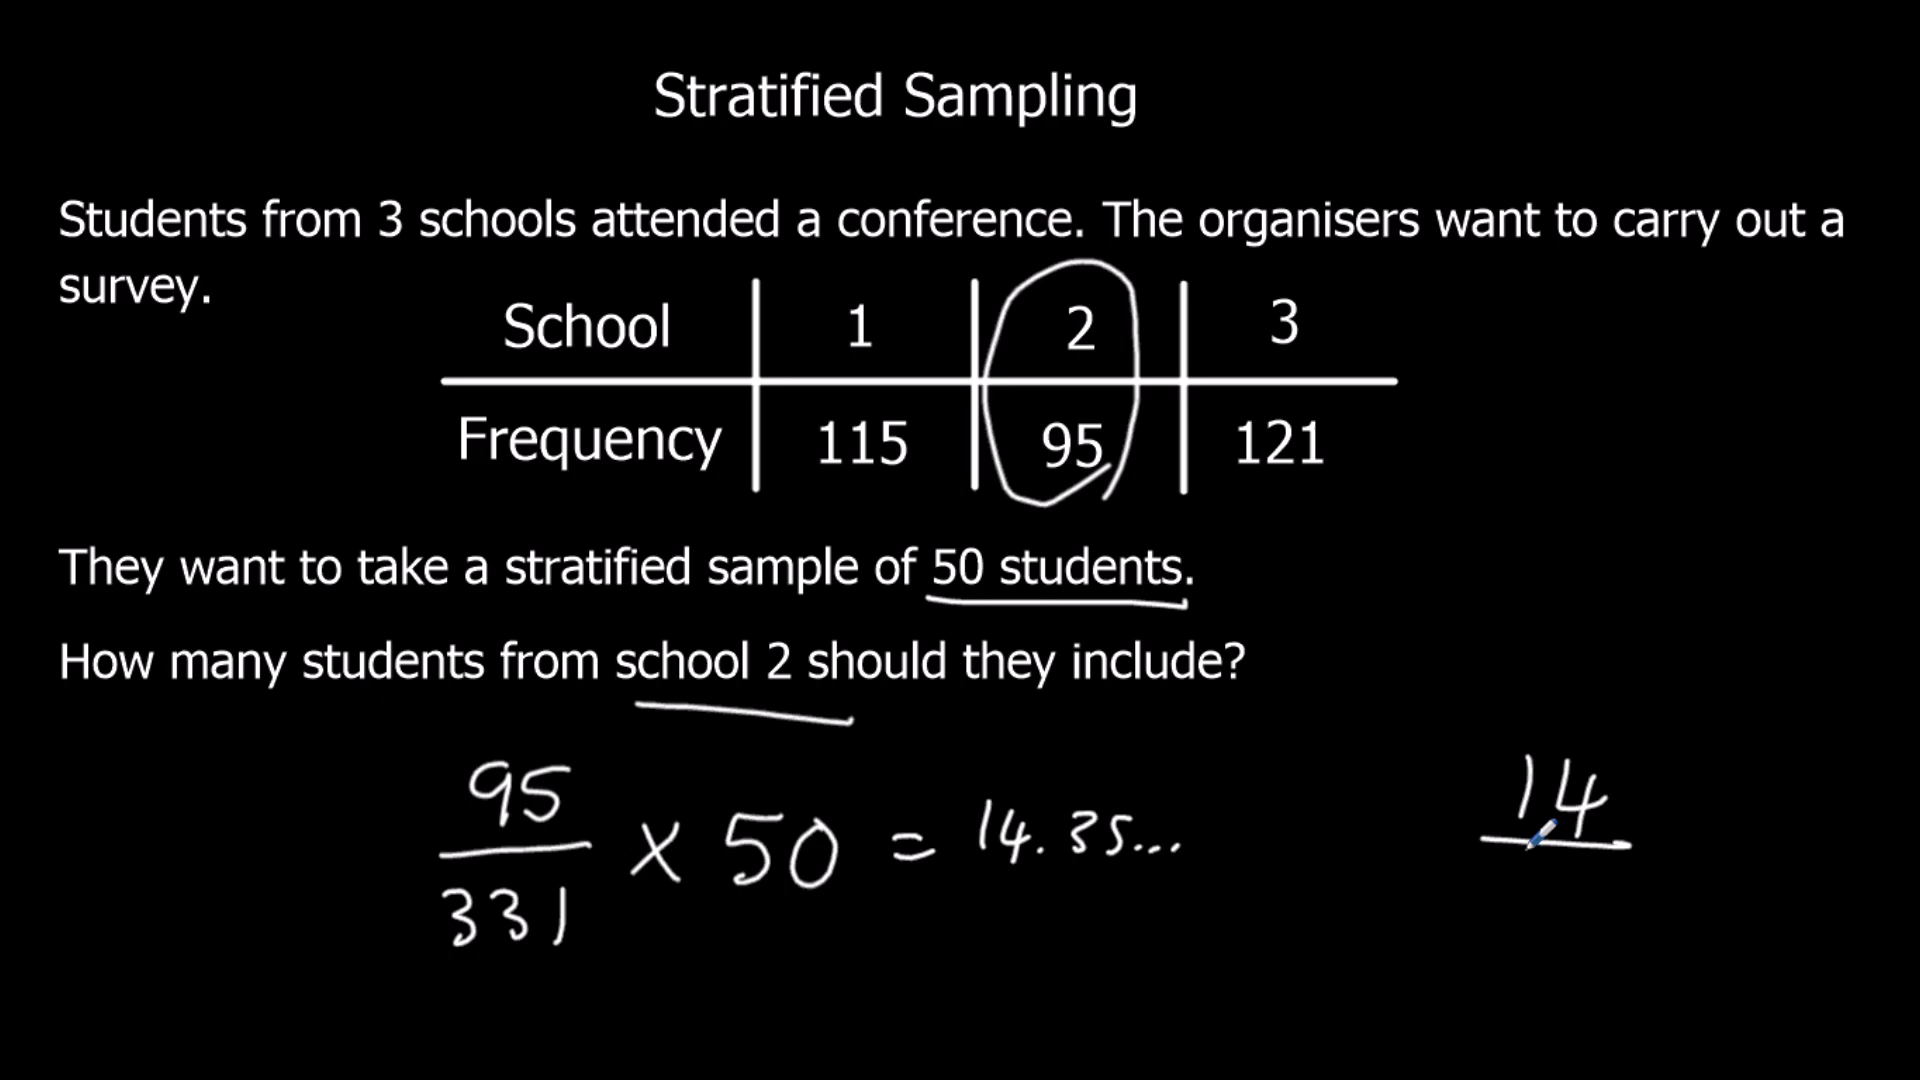 Stratified Sampling
Students from 3 schools attended a conference. The organisers want to carry out a
survey.
School 1 2 3
Frequency 115 95 121
They want to take a stratified sample of 50 students.
How many students from school 2 should they include?
95
331
x 50 = 14.35...
14